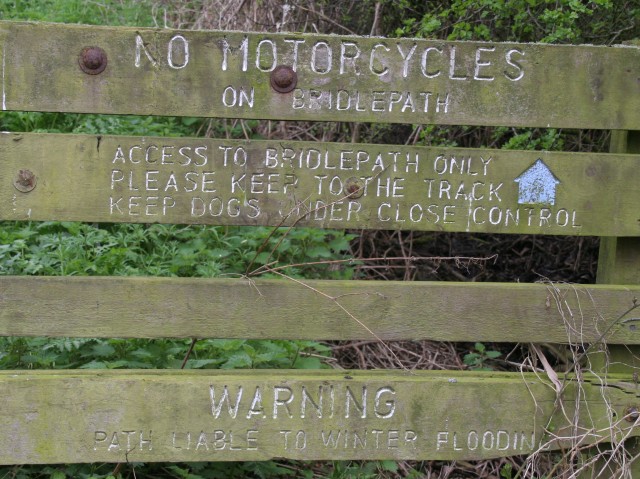 NO MOTORCYCLES
ON BRIDLEPATH
ACCESS TO BRIDLEPATH ONLY
PLEASE KEEP TO THE TRACK
KEEP DOGS UNDER CLOSE CONTROL
WARNING
PATH LIABLE TO WINTER FLOODING